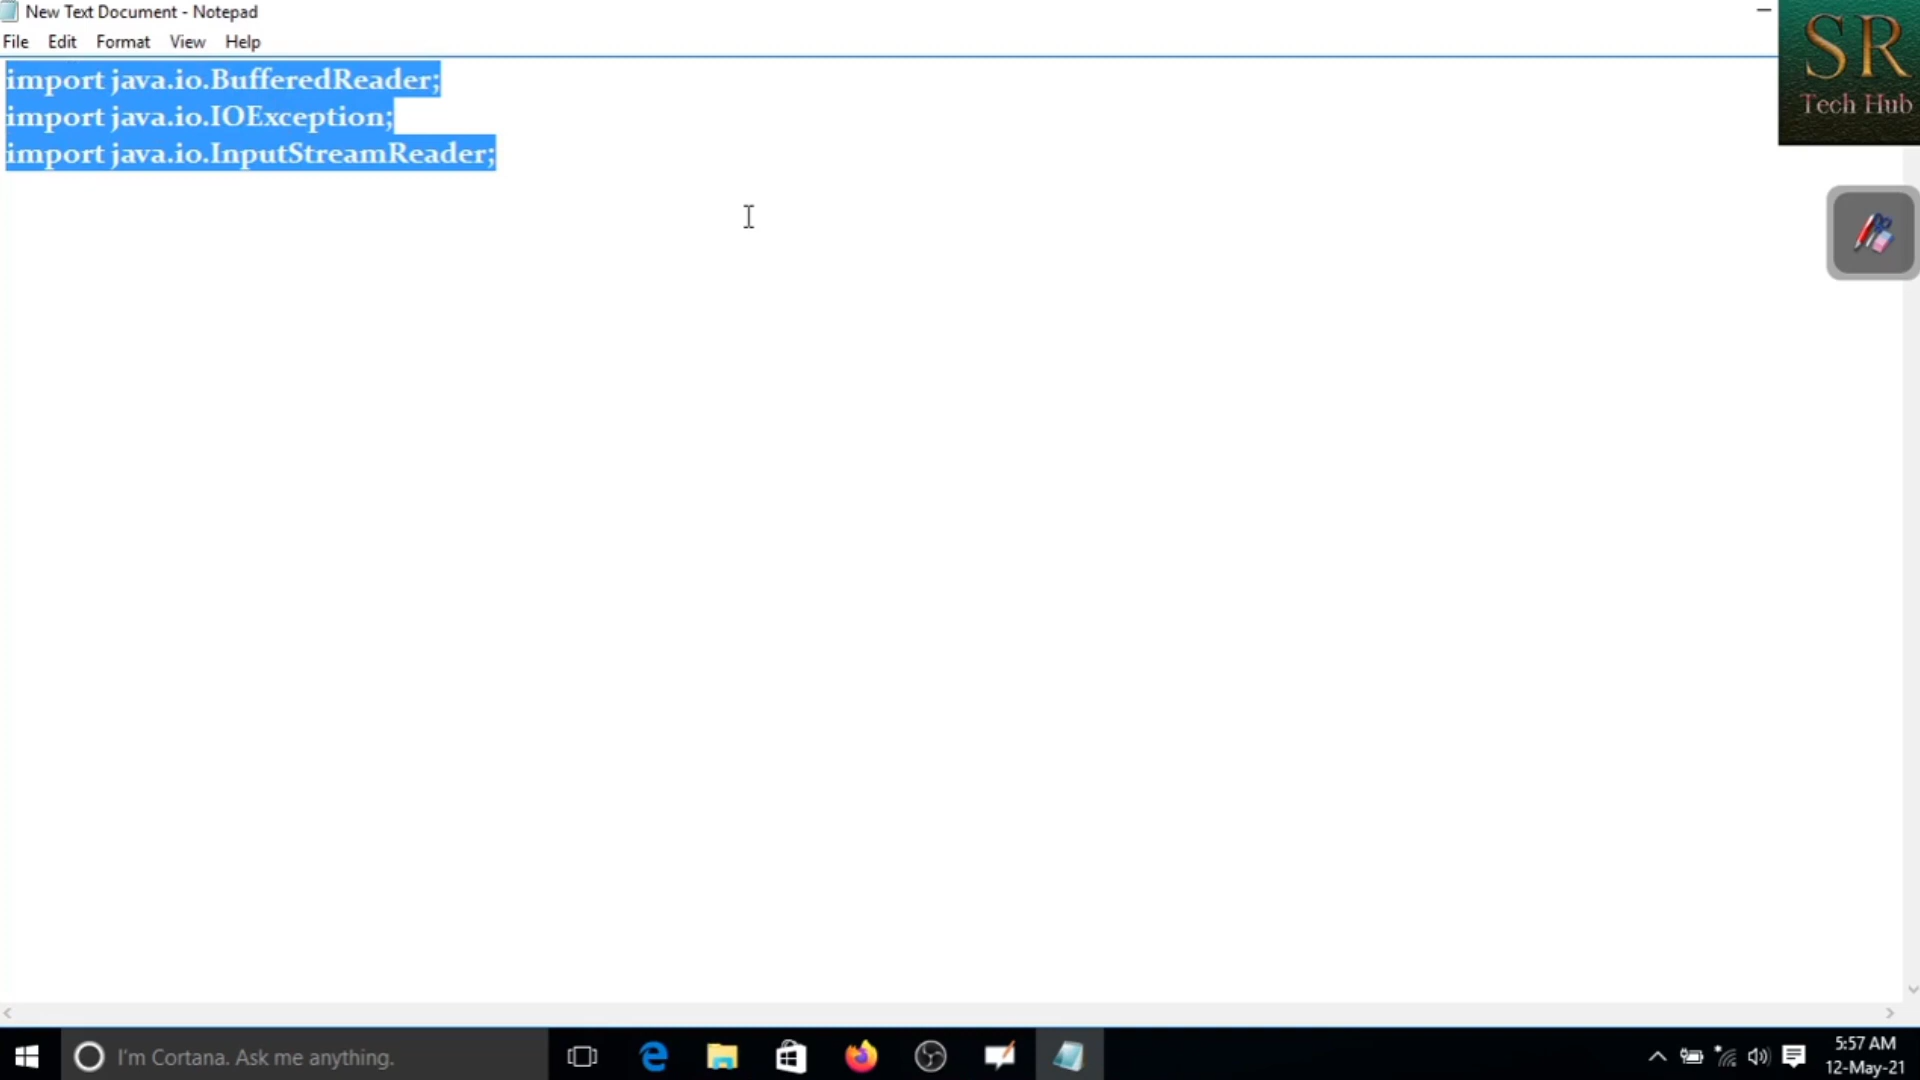 New Text Document - Notepad
File Edit Format View Help
import java.io.BufferedReader;
import java.io.IOException;
import java.io.InputStreamReader;
SR
Tech Hub
I'm Cortana. Ask me anything.
5:57 AM
12-May-21